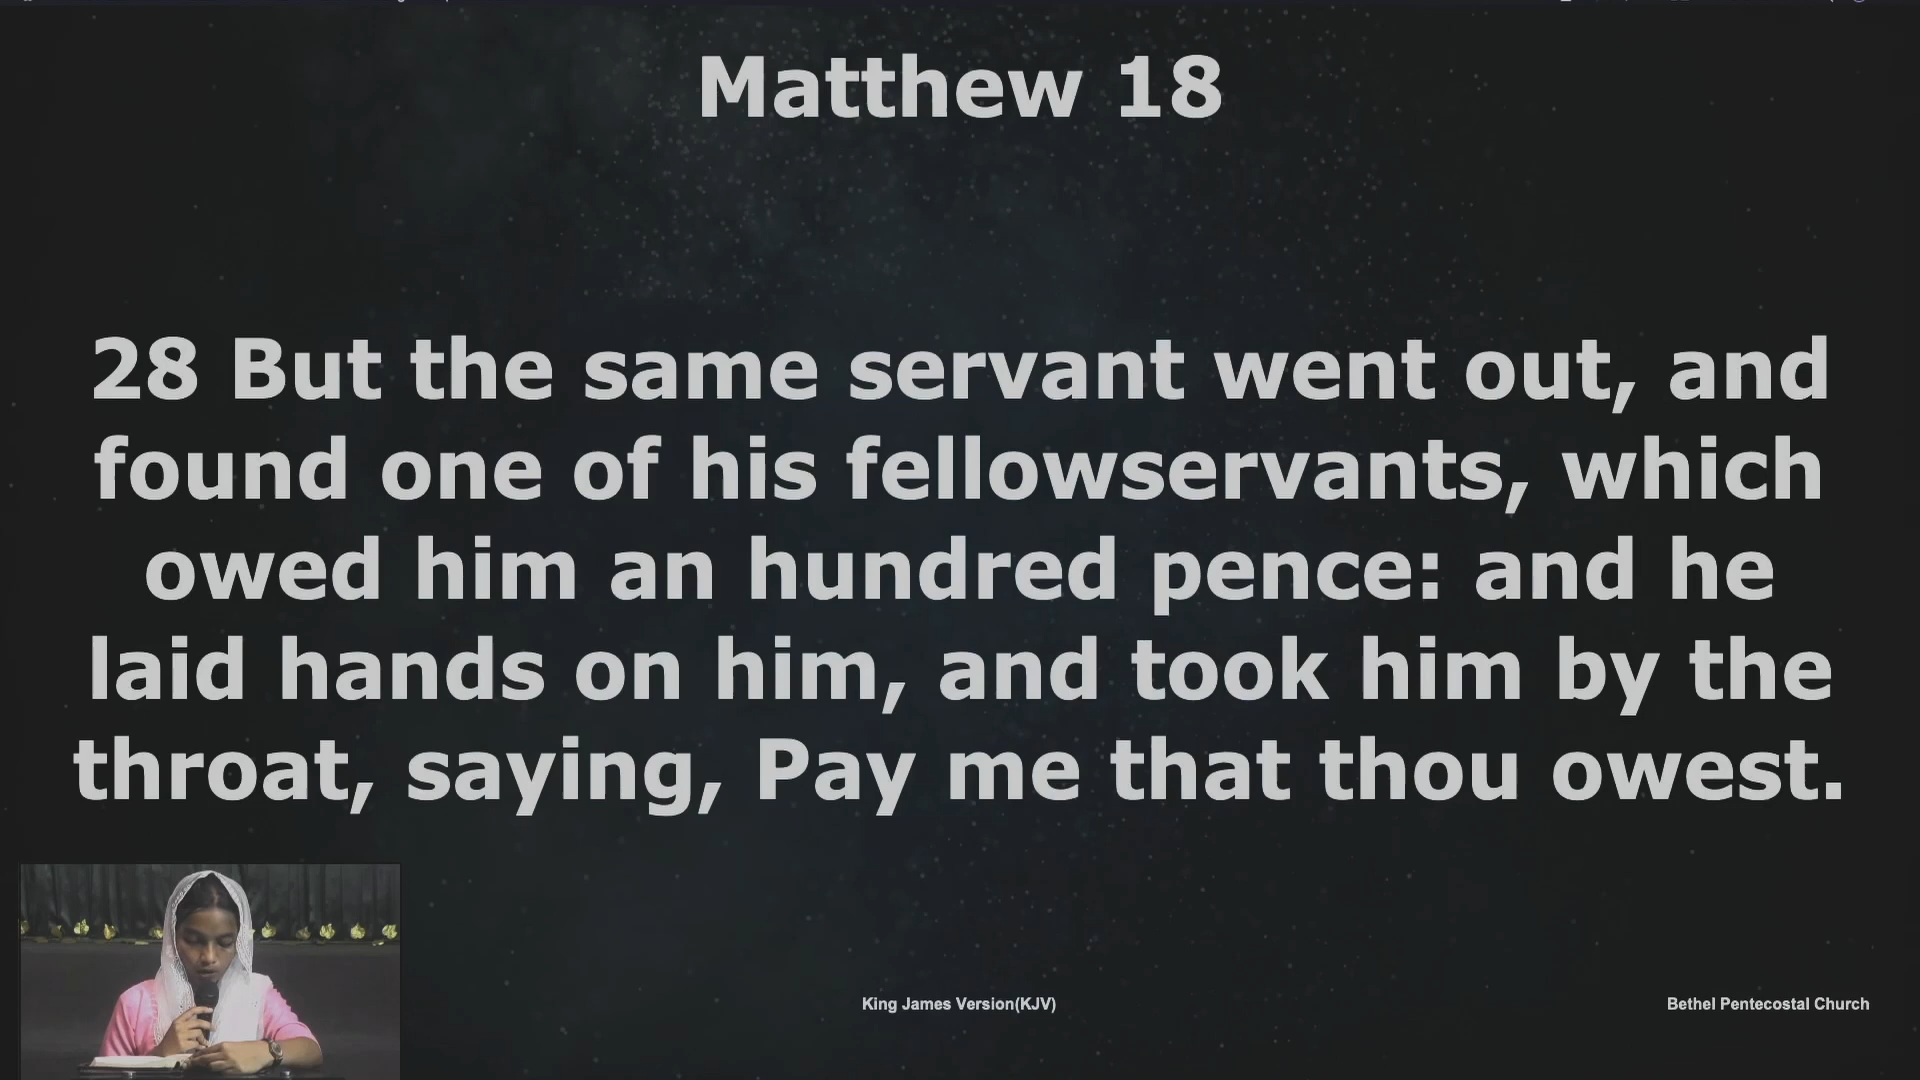 Matthew 18
28 But the same servant went out, and
found one of his fellowservants, which
owed him an hundred pence: and he
laid hands on him, and took him by the
throat, saying, Pay me that thou owest.
King James Version(KJV)
Bethel Pentecostal Church